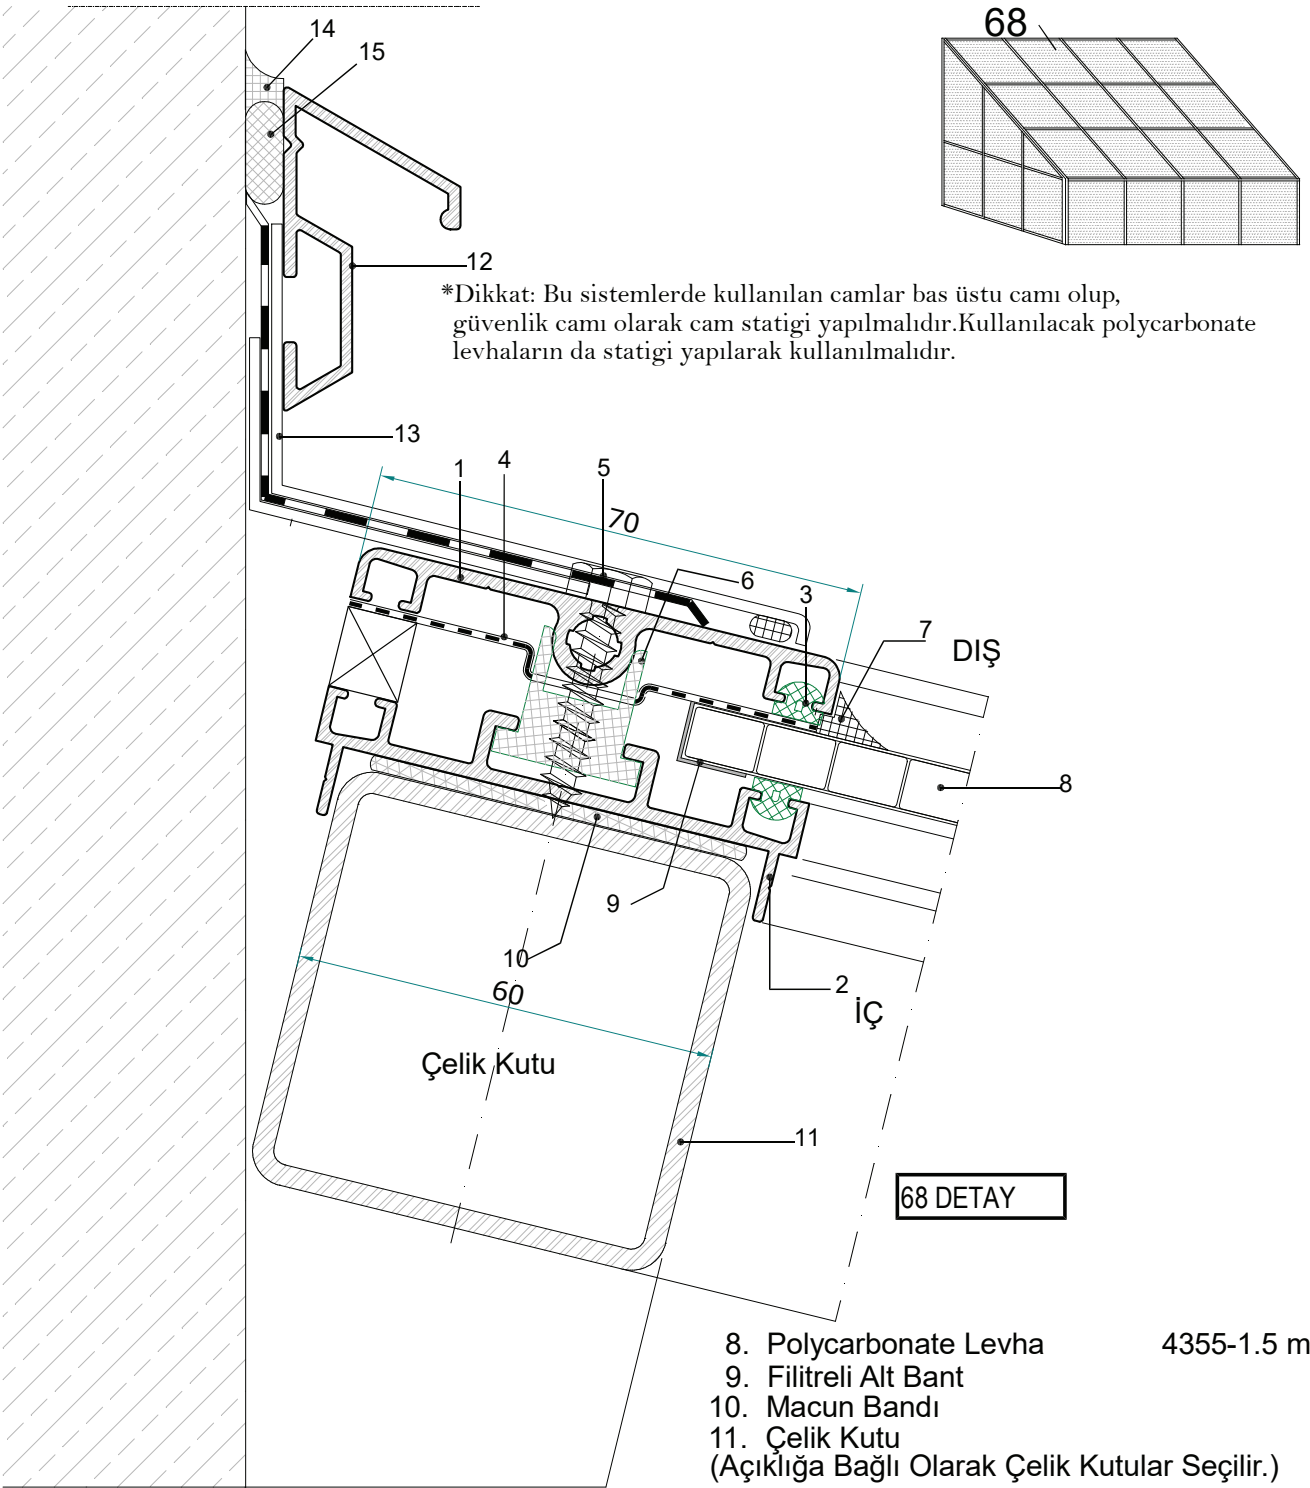 68
14
15
12
*Dikkat: Bu sistemlerde kullanılan camlar bas üstu camı olup,
güvenlik camı olarak cam statigi yapılmalıdır.Kullanılacak polycarbonate
levhaların da statigi yapılarak kullanılmalıdır.
13
1
4
5
70
6
3
7
DIŞ
8
9
10
2
İÇ
60
Çelik Kutu
11
68 DETAY
8. Polycarbonate Levha 4355-1.5 m
9. Filitreli Alt Bant
10. Macun Bandı
11. Çelik Kutu
(Açıklığa Bağlı Olarak Çelik Kutular Seçilir.)